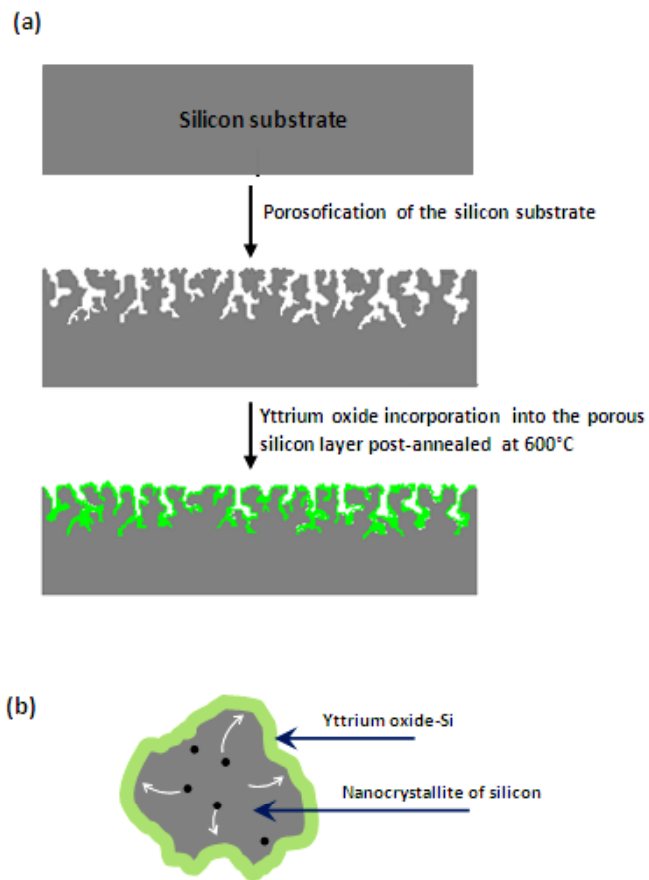 (a)
Silicon substrate
Porosofication of the silicon substrate
Yttrium oxide incorporation into the porous
silicon layer post-annealed at 600°C
(b)
Yttrium oxide-Si
Nanocrystallite of silicon